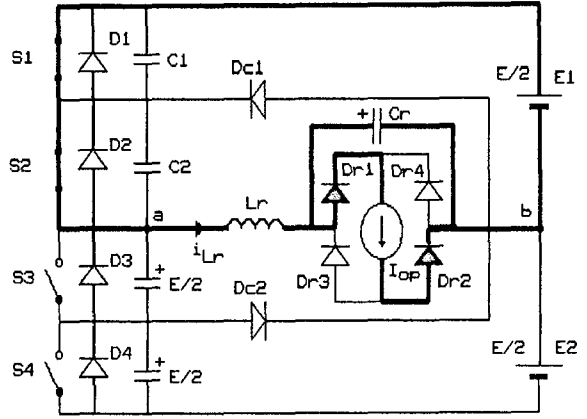 S1
D1
C1
Dc1
E/2
E1
+
Cr
S2
D2
C2
Dr1
Dr4
a
Lr
b
iLr
S3
D3
+
E/2
Dc2
Dr3
Iop
Dr2
S4
D4
+
E/2
E/2
E2